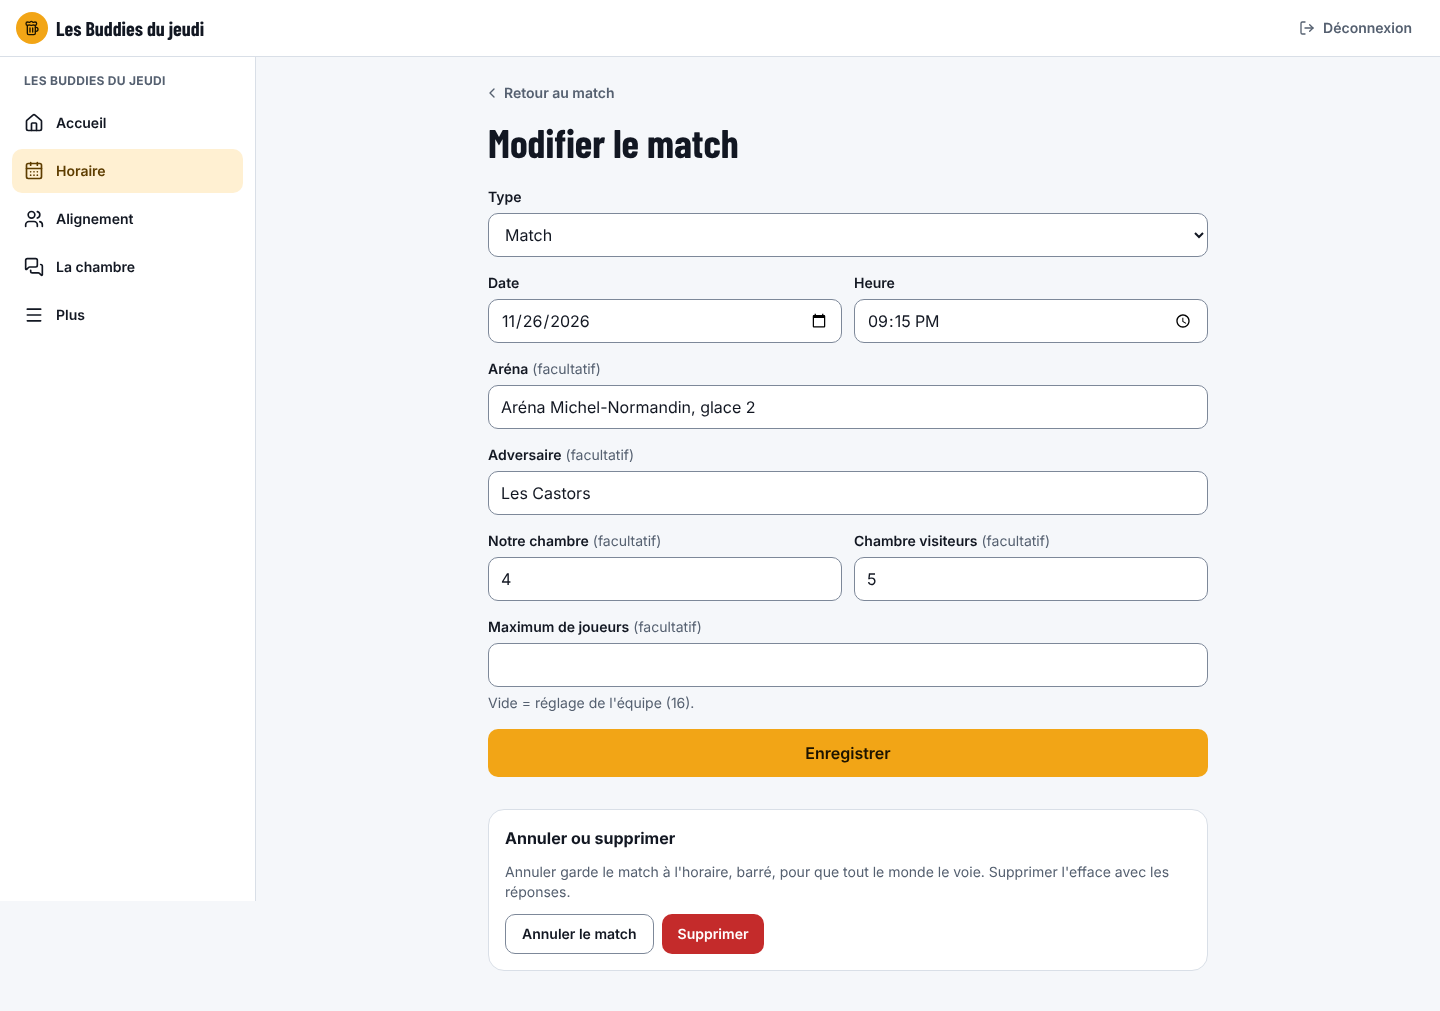 Les Buddies du jeudi
Déconnexion
LES BUDDIES DU JEUDI
Accueil
Horaire
Alignement
La chambre
Plus
Retour au match
Modifier le match
Type
Match
Date
Heure
11/26/2026
09:15 PM
Aréna (facultatif)
Aréna Michel-Normandin, glace 2
Adversaire (facultatif)
Les Castors
Notre chambre (facultatif)
Chambre visiteurs (facultatif)
4
5
Maximum de joueurs (facultatif)
Vide = réglage de l'équipe (16).
Enregistrer
Annuler ou supprimer
Annuler garde le match à l'horaire, barré, pour que tout le monde le voie. Supprimer l'efface avec les
réponses.
Annuler le match
Supprimer